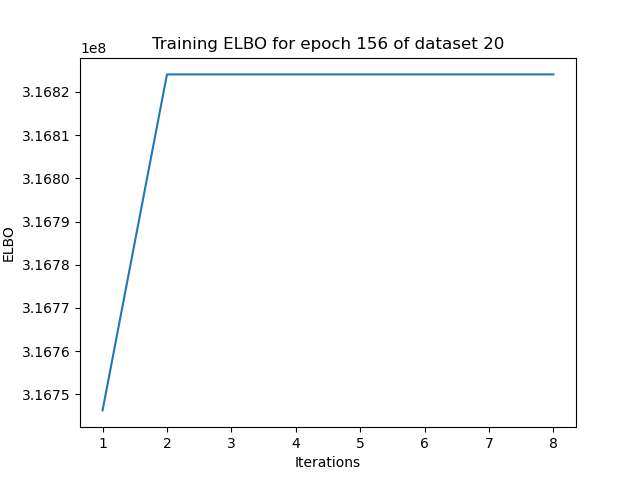 Training ELBO for epoch 156 of dataset 20
1e8
3.1682
3.1681
3.1680
3.1679
3.1678
3.1677
3.1676
3.1675
ELBO
1 2 3 4 5 6 7 8
Iterations